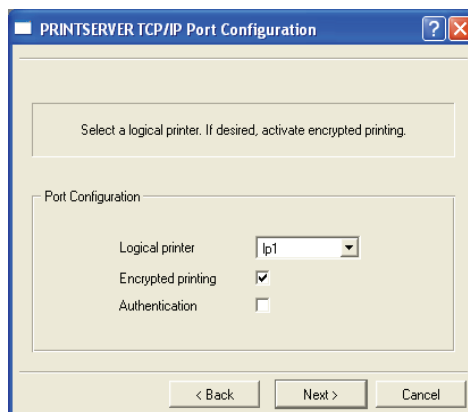 PRINTSERVER TCP/IP Port Configuration
Select a logical printer. If desired, activate encrypted printing.
Port Configuration
Logical printer lp1
Encrypted printing
Authentication
< Back Next > Cancel